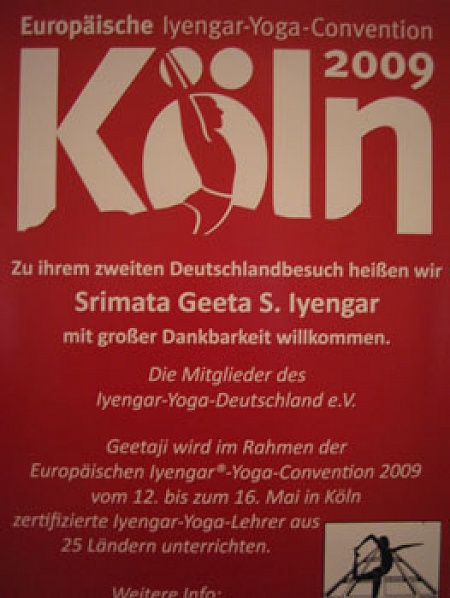 Europäische Iyengar-Yoga-Convention
Köln
2009
Zu ihrem zweiten Deutschlandbesuch heißen wir
Srimata Geeta S. Iyengar
mit großer Dankbarkeit willkommen.
Die Mitglieder des
Iyengar-Yoga-Deutschland e.V.
Geetaji wird im Rahmen der
Europäischen Iyengar®-Yoga-Convention 2009
vom 12. bis zum 16. Mai in Köln
zertifizierte Iyengar-Yoga-Lehrer aus
25 Ländern unterrichten.
Weitere Info: